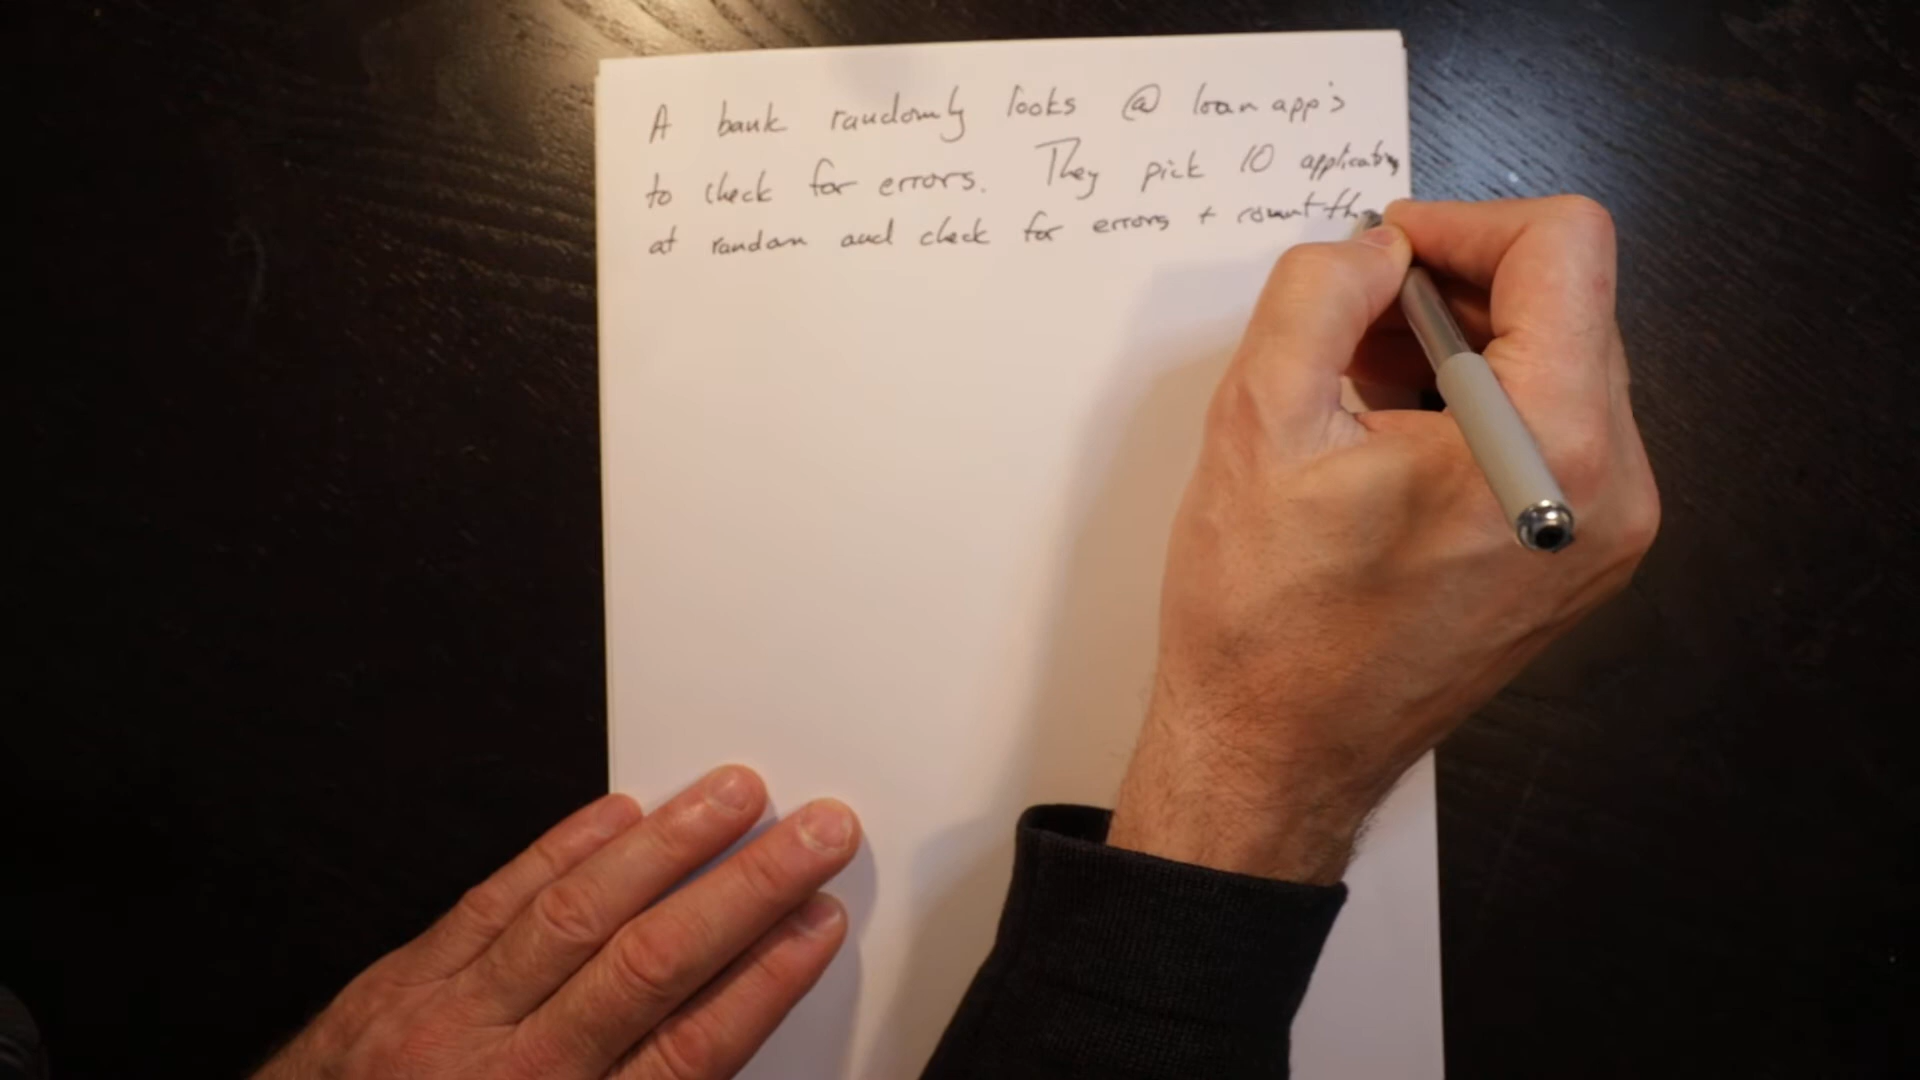 A bank randomly looks @ loan app's
to check for errors. They pick 10 applications
at random and check for errors + count